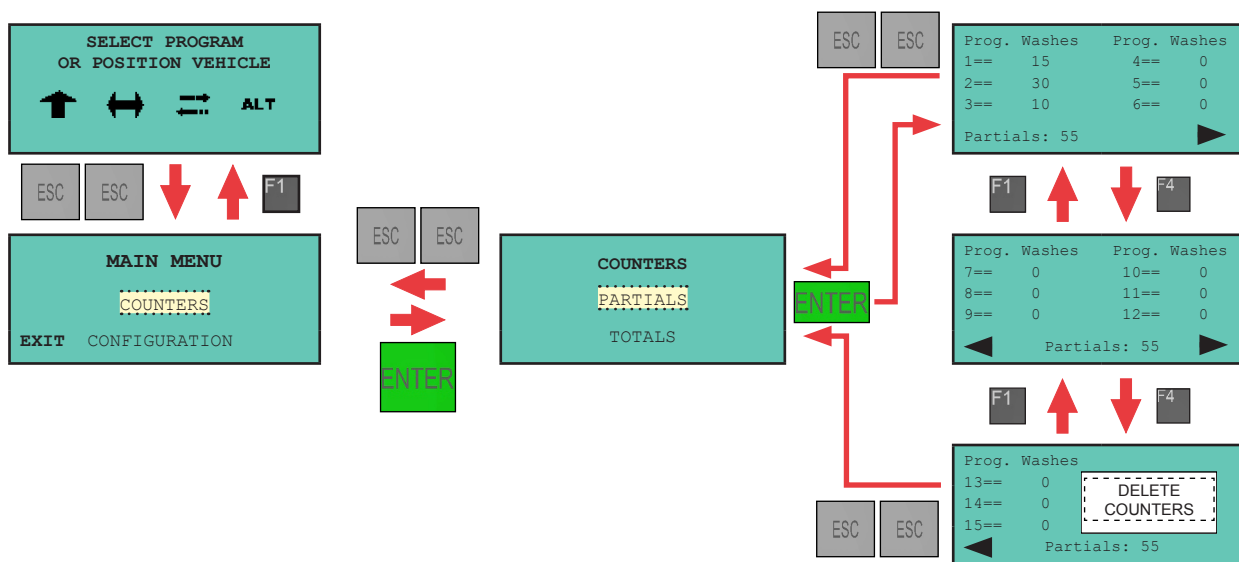 SELECT PROGRAM
OR POSITION VEHICLE
ALT
ESC ESC F1
MAIN MENU
COUNTERS
EXIT CONFIGURATION
ESC ESC
ENTER
COUNTERS
PARTIALS
TOTALS
ENTER
ESC ESC
Prog. Washes Prog. Washes
1== 15 4== 0
2== 30 5== 0
3== 10 6== 0
Partials: 55
F1 F4
Prog. Washes Prog. Washes
7== 0 10== 0
8== 0 11== 0
9== 0 12== 0
Partials: 55
F1 F4
Prog. Washes
13== 0
14== 0
15== 0
DELETE
COUNTERS
Partials: 55
ESC ESC